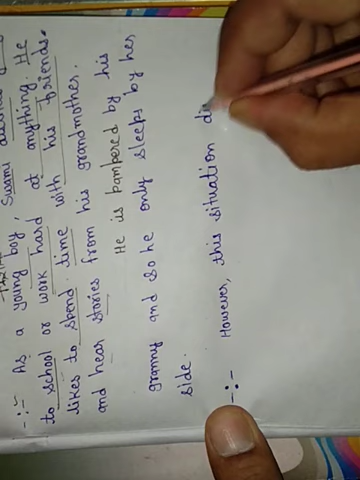 -:- As a young boy, Swami
to school or work hard at anything. He
likes to spend time with his friends.
and hear stories from his grandmother.
He is pambered by his
granny and so he only sleeps by her
side.
-:- However, this situation